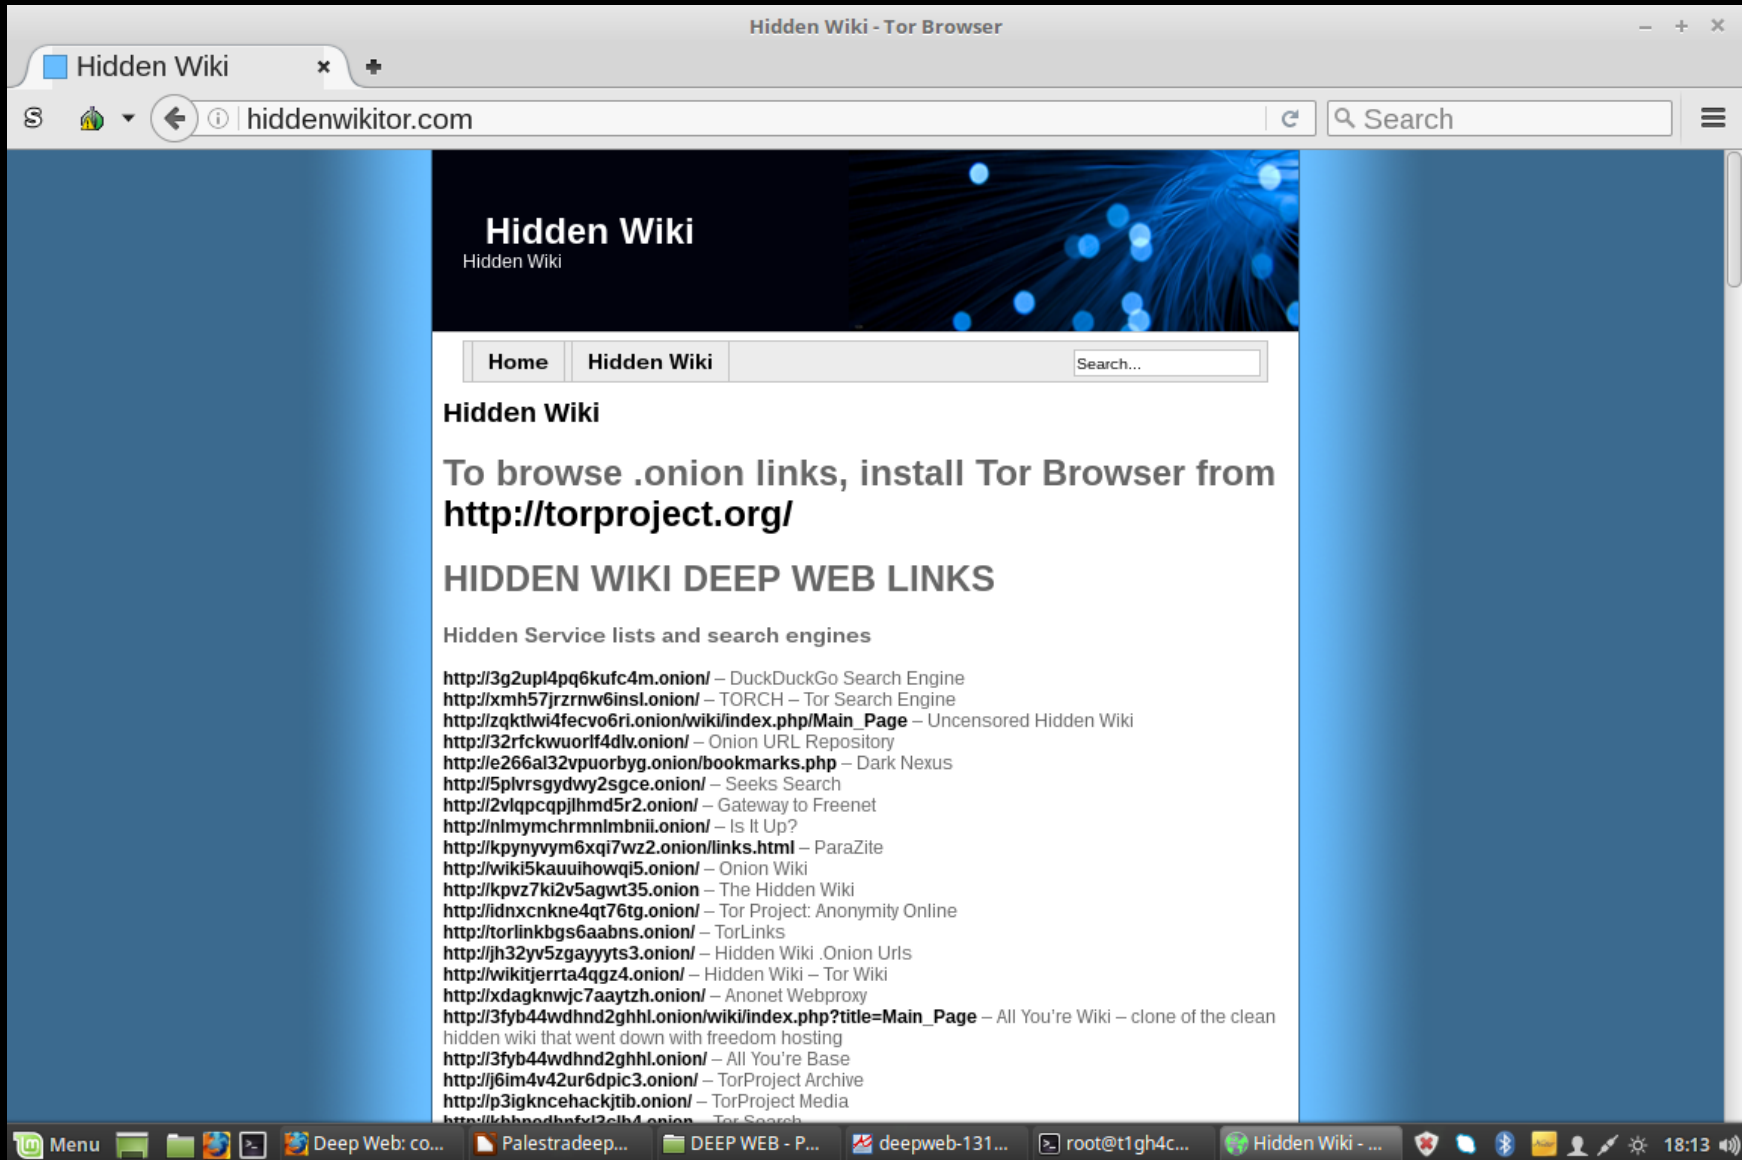 Hidden Wiki - Tor Browser
Hidden Wiki
hiddenwikitor.com
Search
Hidden Wiki
Hidden Wiki
Home
Hidden Wiki
Search...
Hidden Wiki
To browse .onion links, install Tor Browser from
http://torproject.org/
HIDDEN WIKI DEEP WEB LINKS
Hidden Service lists and search engines
http://3g2upl4pq6kufc4m.onion/ – DuckDuckGo Search Engine
http://xmh57jrzrnw6insl.onion/ – TORCH – Tor Search Engine
http://zqktlwi4fecvo6ri.onion/wiki/index.php/Main_Page – Uncensored Hidden Wiki
http://32rfckwuorlf4dlv.onion/ – Onion URL Repository
http://e266al32vpuorbyg.onion/bookmarks.php – Dark Nexus
http://5plvrsgydwy2sgce.onion/ – Seeks Search
http://2vlqpcqpjlhmd5r2.onion/ – Gateway to Freenet
http://nlmymchrmnlmbnii.onion/ – Is It Up?
http://kpynyvym6xqi7wz2.onion/links.html – ParaZite
http://wiki5kauuihowqi5.onion/ – Onion Wiki
http://kpvz7ki2v5agwt35.onion – The Hidden Wiki
http://idnxcnkne4qt76tg.onion/ – Tor Project: Anonymity Online
http://torlinkbgs6aabns.onion/ – TorLinks
http://jh32yv5zgayyyts3.onion/ – Hidden Wiki .Onion Urls
http://wikitjerrta4qgz4.onion/ – Hidden Wiki – Tor Wiki
http://xdagknwjc7aaytzh.onion/ – Anonet Webproxy
http://3fyb44wdhnd2ghhl.onion/wiki/index.php?title=Main_Page – All You're Wiki – clone of the clean
hidden wiki that went down with freedom hosting
http://3fyb44wdhnd2ghhl.onion/ – All You're Base
http://j6im4v42ur6dpic3.onion/ – TorProject Archive
http://p3igkncehackjtib.onion/ – TorProject Media
– Tor Search
Menu
Deep Web: co...
Palestradeep...
DEEP WEB - P...
deepweb-131...
root@t1gh4c...
Hidden Wiki - ...
18:13